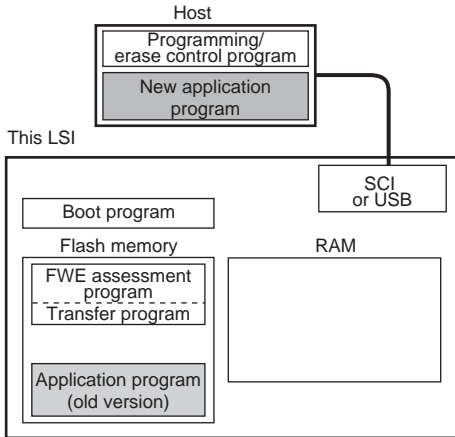 Host
Programming/
erase control program
New application
program
This LSI
SCI
or USB
Boot program
Flash memory
RAM
FWE assessment
program
Transfer program
Application program
(old version)